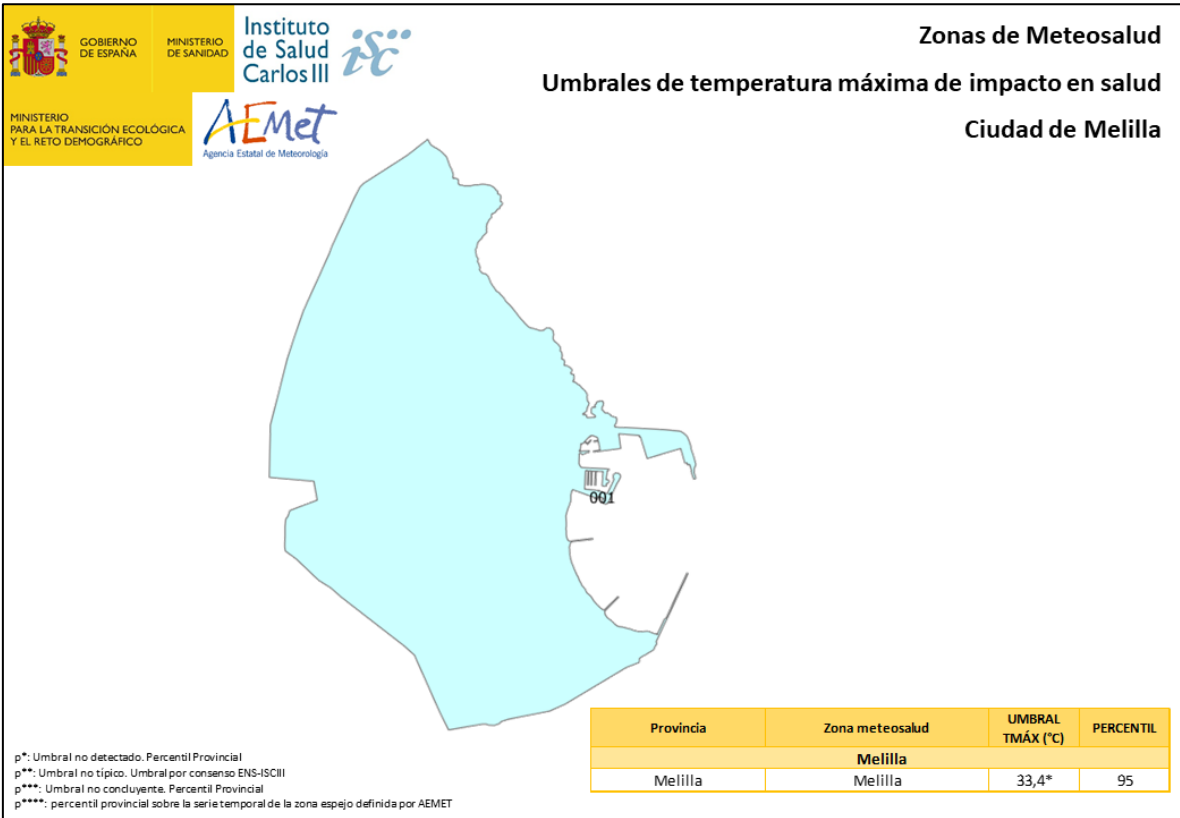 GOBIERNO
DE ESPAÑA
MINISTERIO
DE SANIDAD
Instituto
de Salud
Carlos III
isc
MINISTERIO
PARA LA TRANSICIÓN ECOLÓGICA
Y EL RETO DEMOGRÁFICO
AEMet
Agencia Estatal de Meteorología
Zonas de Meteosalud
Umbrales de temperatura máxima de impacto en salud
Ciudad de Melilla
001
Provincia Zona meteosalud UMBRAL TMÁX (°C) PERCENTIL
Melilla
Melilla Melilla 33,4* 95
p*: Umbral no detectado. Percentil Provincial
p**: Umbral no típico. Umbral por consenso ENS-ISCIII
p***: Umbral no concluyente. Percentil Provincial
p****: percentil provincial sobre la serie temporal de la zona espejo definida por AEMET